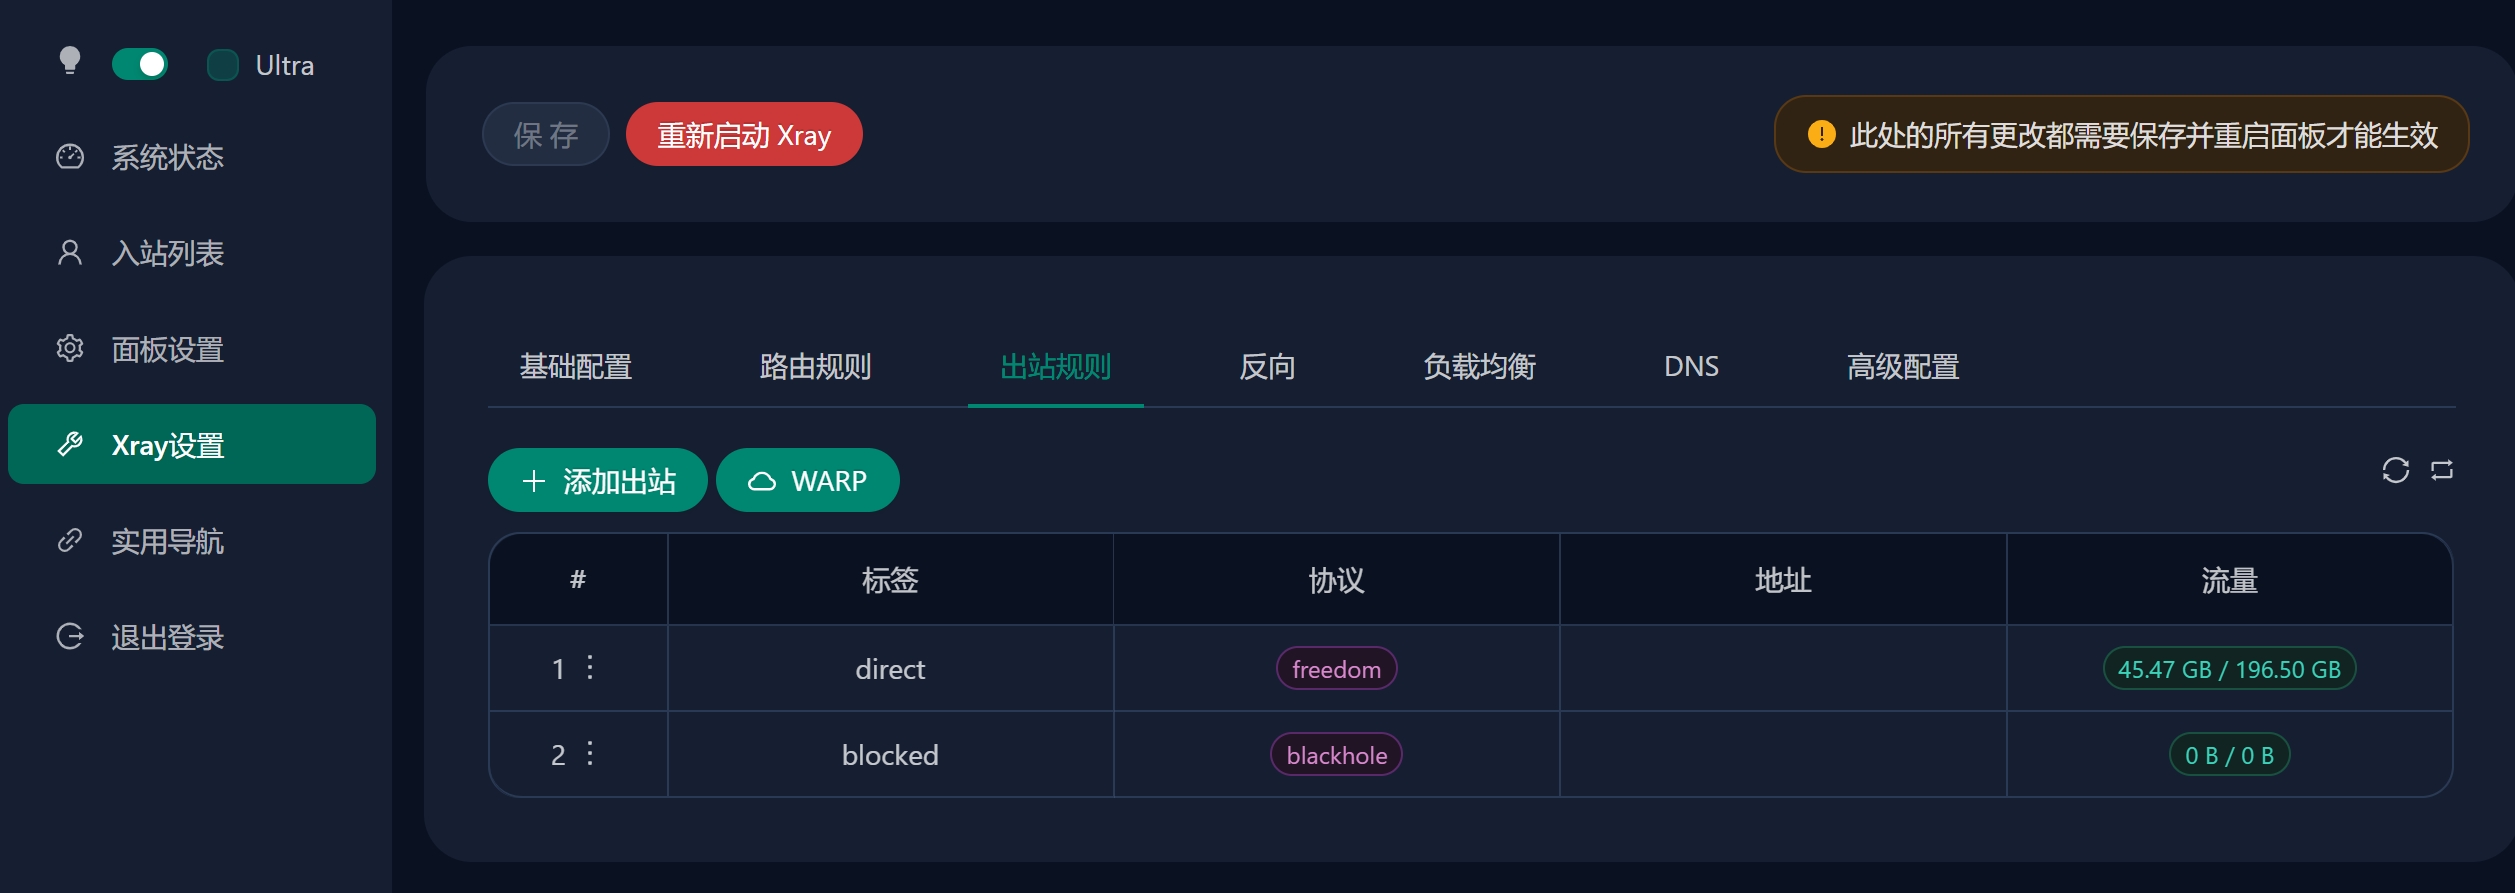 Ultra
系统状态
入站列表
面板设置
Xray设置
实用导航
退出登录
保存 重新启动 Xray 此处的所有更改都需要保存并重启面板才能生效
基础配置 路由规则 出站规则 反向 负载均衡 DNS 高级配置
添加出站 WARP
# 标签 协议 地址 流量
1 direct freedom 45.47 GB / 196.50 GB
2 blocked blackhole 0 B / 0 B